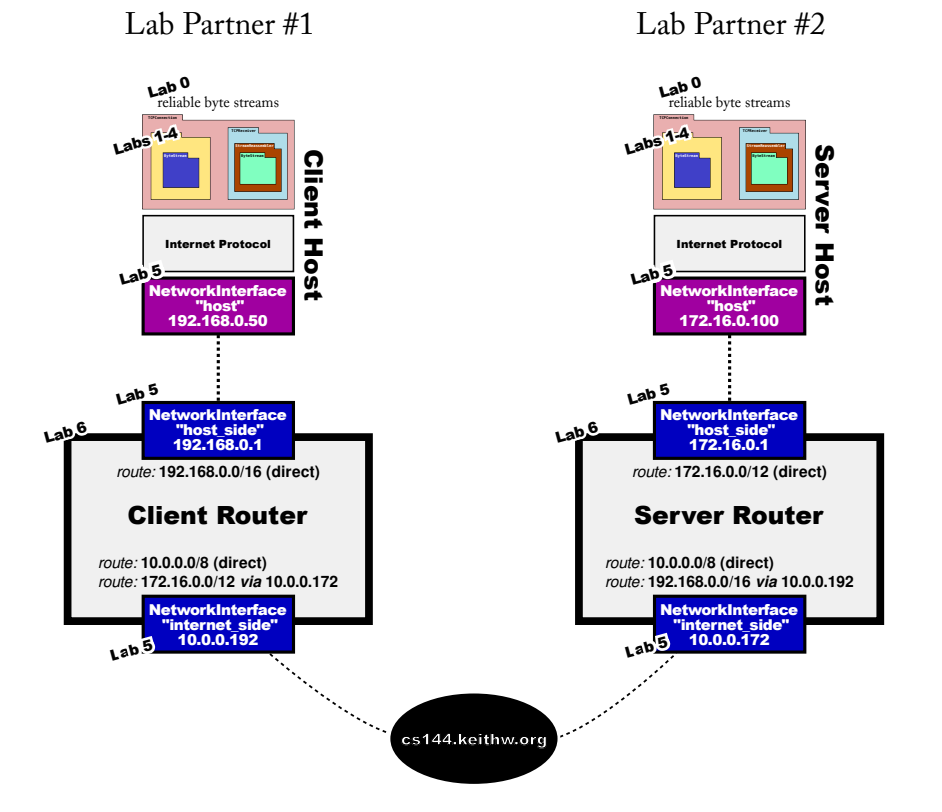 Lab Partner #1
Lab Partner #2
Lab 0
reliable byte streams
TCPConnection
Labs 1-4
ByteStream
TCPReceiver
StreamReassembler
ByteStream
Client Host
Internet Protocol
Lab 5
NetworkInterface
"host"
192.168.0.50
Lab 5
NetworkInterface
"host_side"
192.168.0.1
Lab 6
route: 192.168.0.0/16 (direct)
Client Router
route: 10.0.0.0/8 (direct)
route: 172.16.0.0/12 via 10.0.0.172
NetworkInterface
"internet_side"
10.0.0.192
Lab 5
Lab 0
reliable byte streams
TCPConnection
Labs 1-4
ByteStream
TCPReceiver
StreamReassembler
ByteStream
Server Host
Internet Protocol
Lab 5
NetworkInterface
"host"
172.16.0.100
Lab 5
NetworkInterface
"host_side"
172.16.0.1
Lab 6
route: 172.16.0.0/12 (direct)
Server Router
route: 10.0.0.0/8 (direct)
route: 192.168.0.0/16 via 10.0.0.192
NetworkInterface
"internet_side"
10.0.0.172
Lab 5
cs144.keithw.org